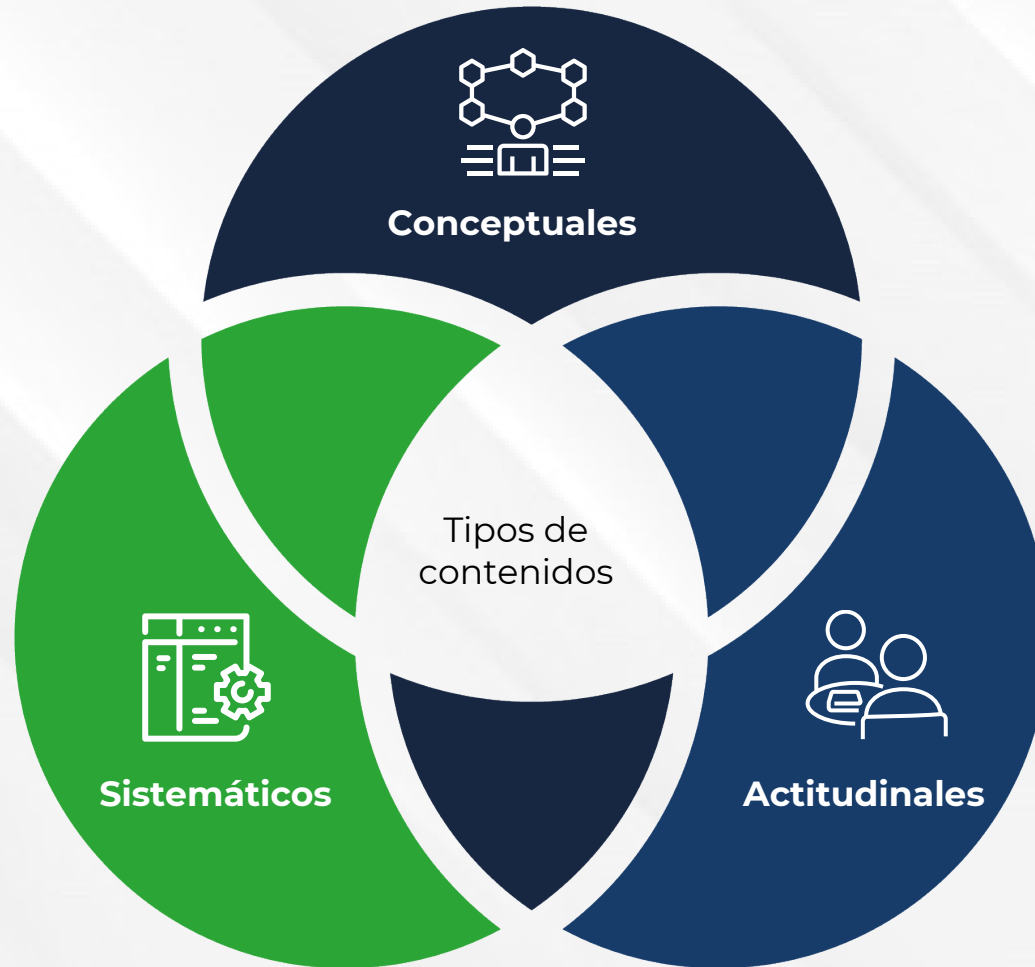 Conceptuales
Tipos de
contenidos
Sistemáticos
Actitudinales